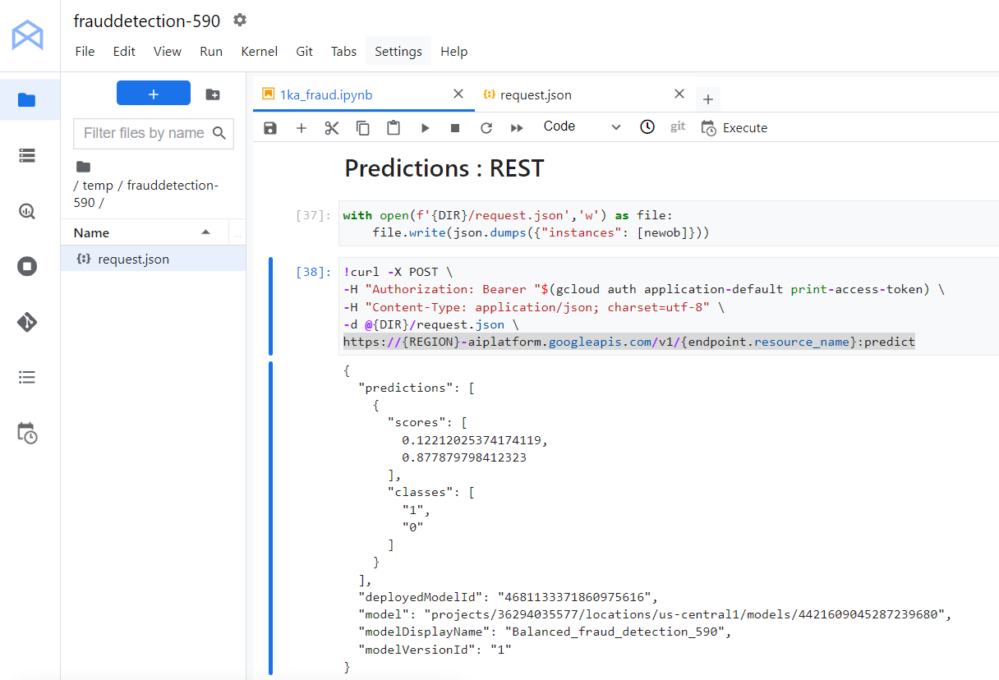 frauddetection-590
File Edit View Run Kernel Git Tabs Settings Help
+
Filter files by name
/ temp / frauddetection-
590 /
Name
...
{:} request.json
1ka_fraud.ipynb
{:} request.json
+
Code
git
Execute
Predictions : REST
[37]:
with open(f'{DIR}/request.json','w') as file:
    file.write(json.dumps({"instances": [newob]}))
[38]:
!curl -X POST \
-H "Authorization: Bearer "$(gcloud auth application-default print-access-token) \
-H "Content-Type: application/json; charset=utf-8" \
-d @{DIR}/request.json \
https://{REGION}-aiplatform.googleapis.com/v1/{endpoint.resource_name}:predict
{
  "predictions": [
    {
      "scores": [
        0.12212025374174119,
        0.877879798412323
      ],
      "classes": [
        "1",
        "0"
      ]
    }
  ],
  "deployedModelId": "4681133371860975616",
  "model": "projects/36294035577/locations/us-central1/models/4421609045287239680",
  "modelDisplayName": "Balanced_fraud_detection_590",
  "modelVersionId": "1"
}